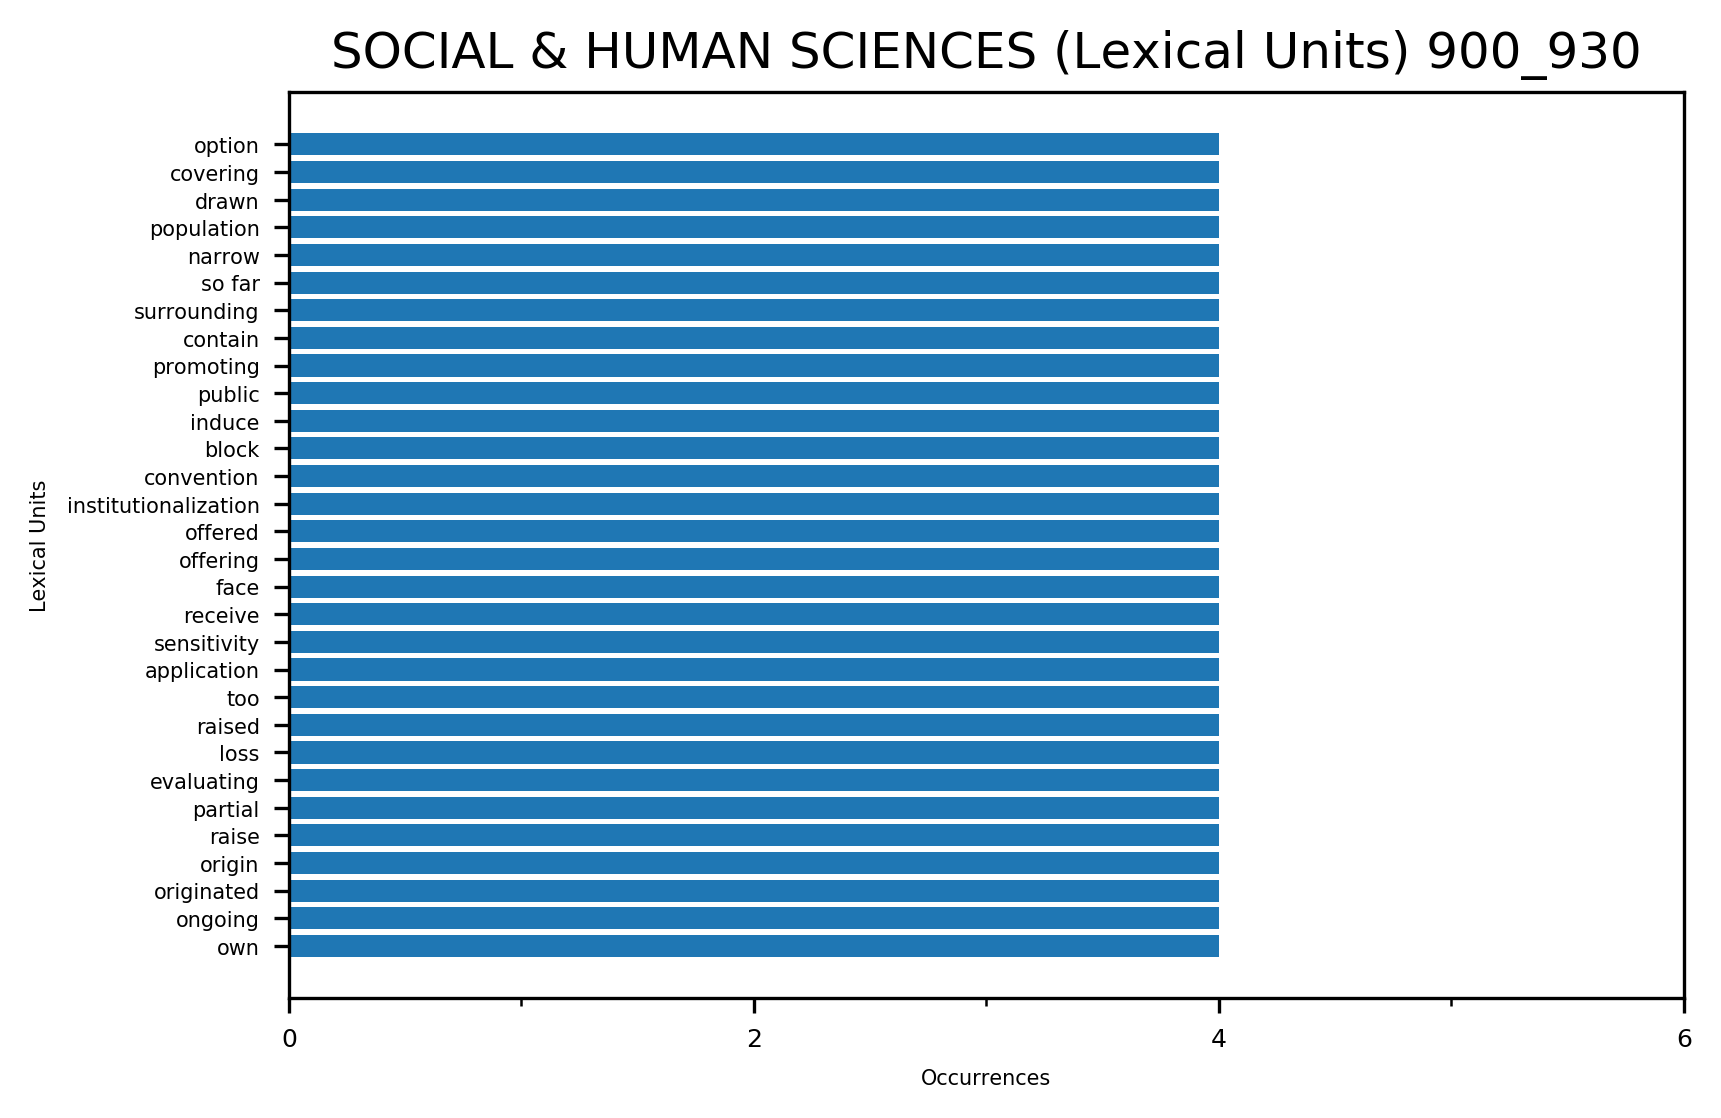 SOCIAL & HUMAN SCIENCES (Lexical Units) 900_930
option
covering
drawn
population
narrow
so far
surrounding
contain
promoting
public
induce
block
convention
institutionalization
offered
offering
face
receive
sensitivity
application
too
raised
loss
evaluating
partial
raise
origin
originated
ongoing
own
Lexical Units
0 2 4 6
Occurrences